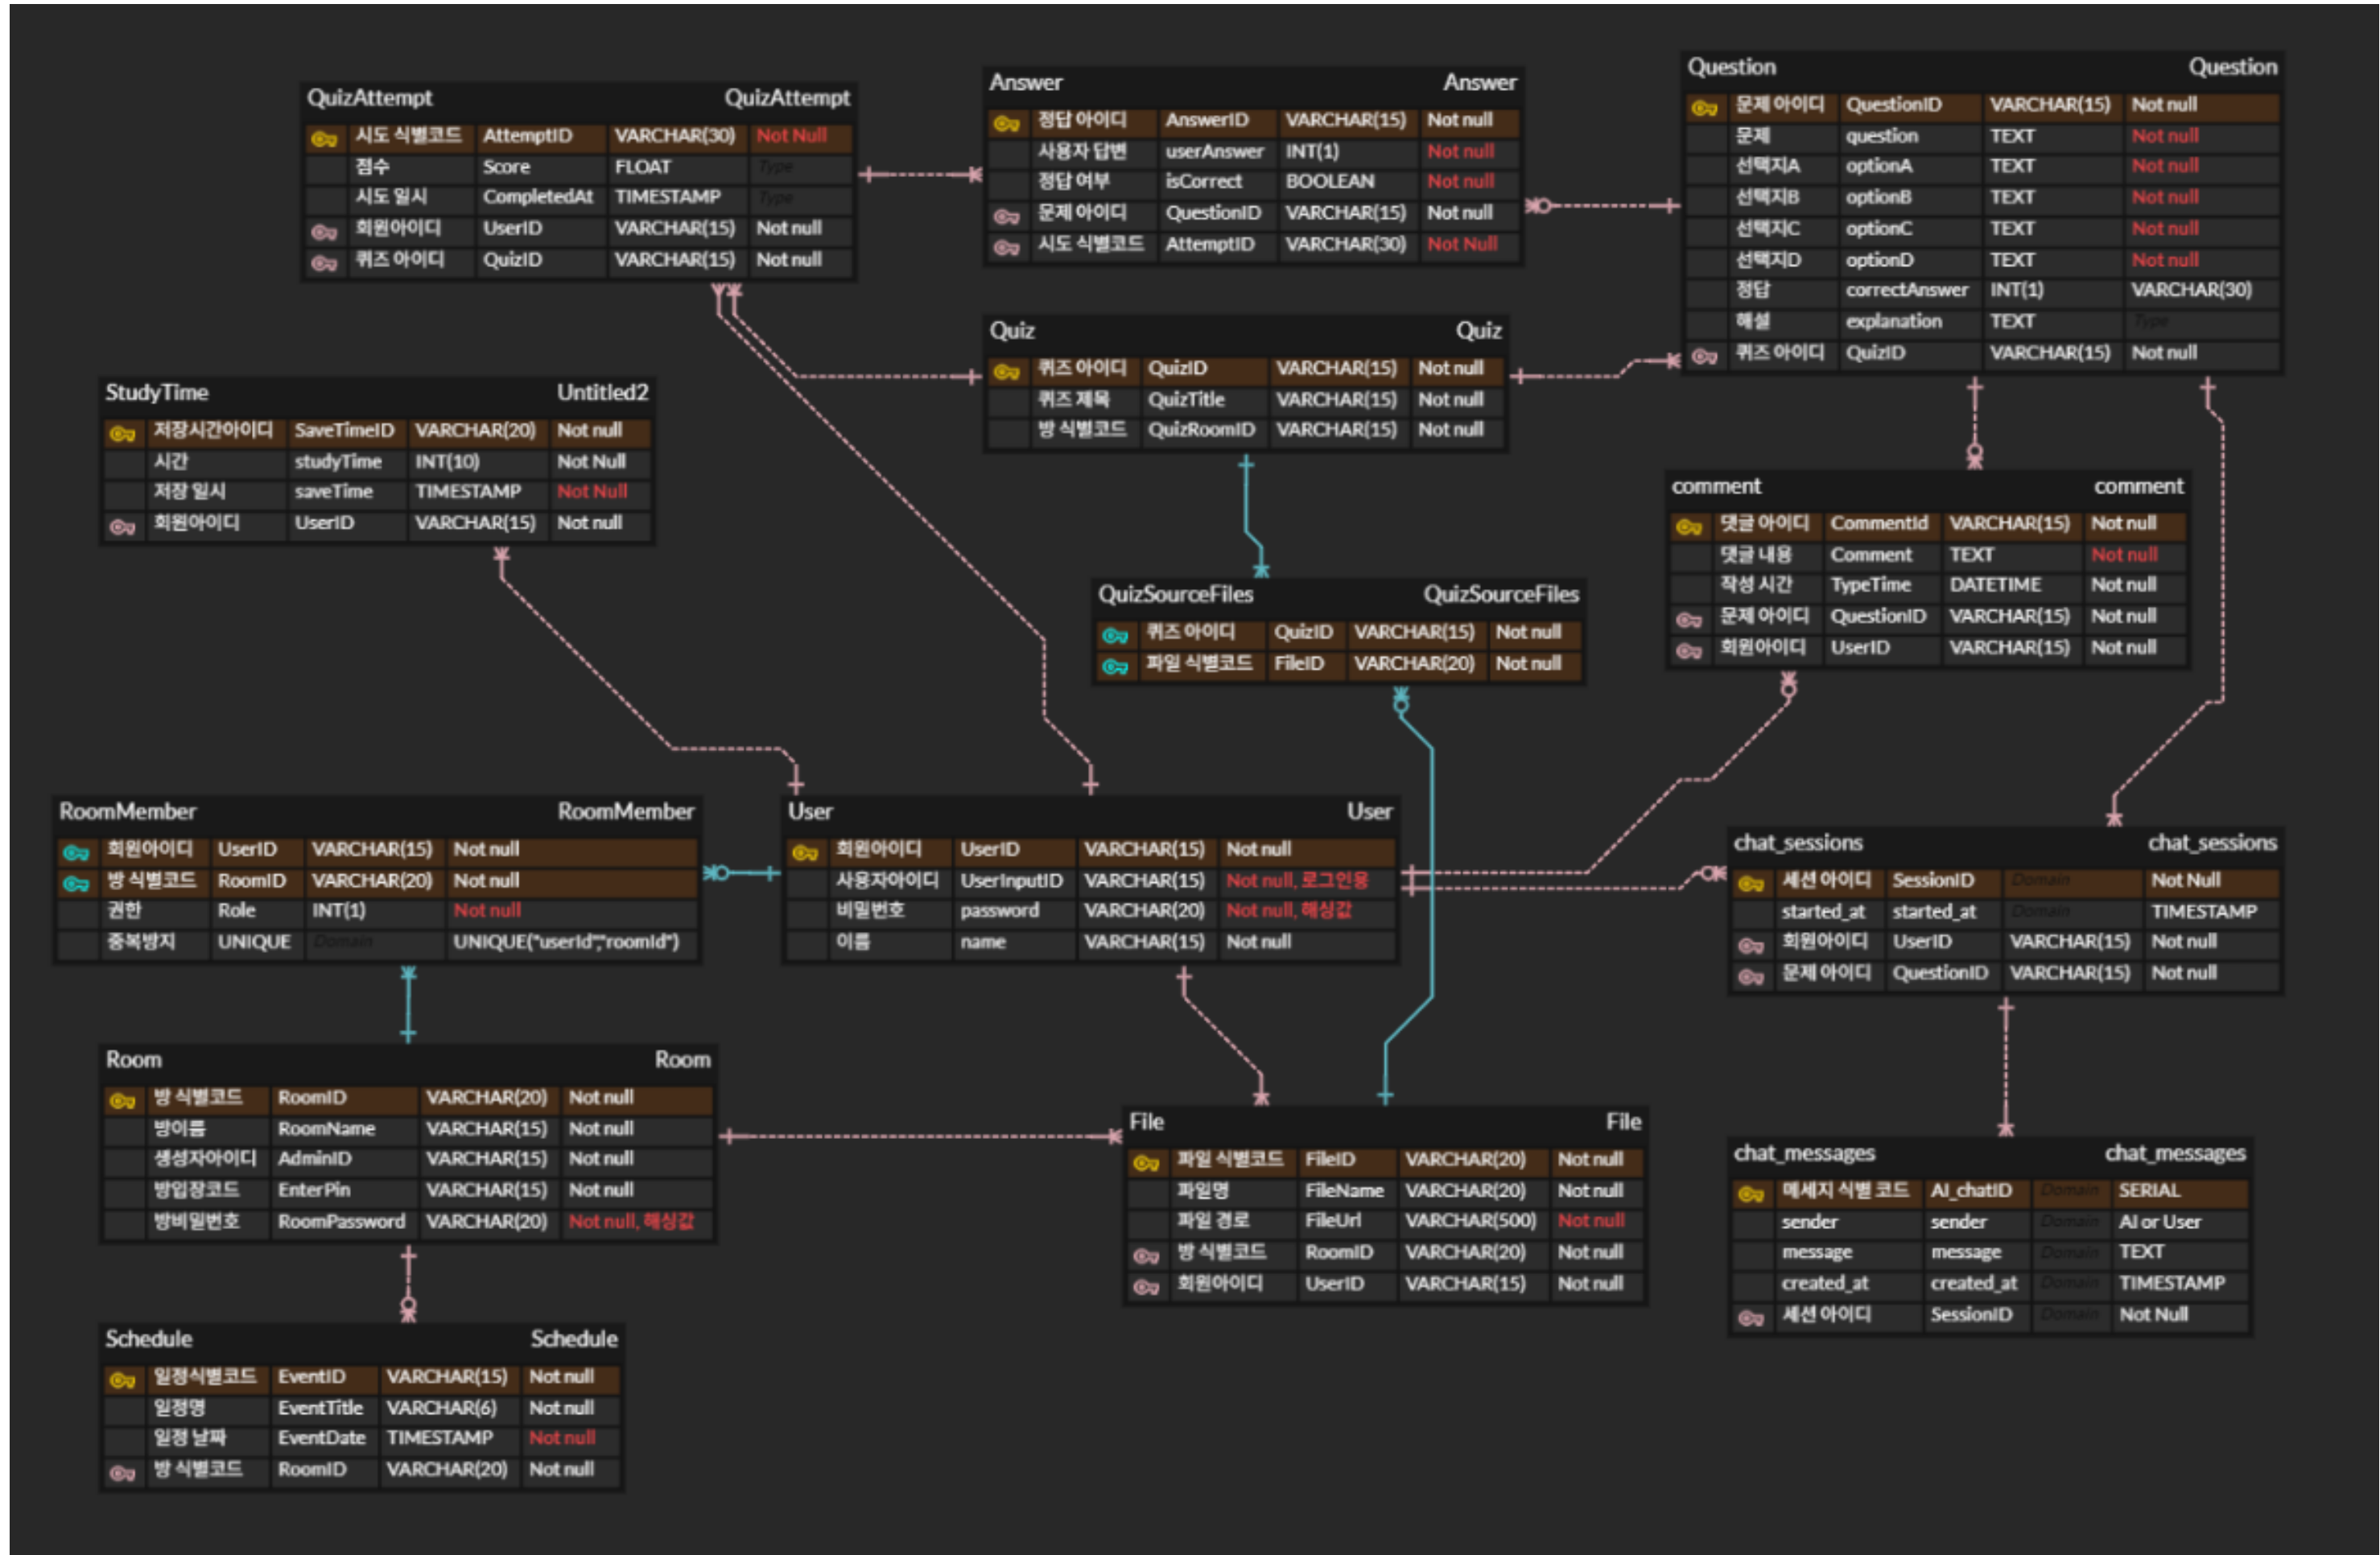 QuizAttempt QuizAttempt
시도 식별코드 AttemptID VARCHAR(30) Not Null
점수 Score FLOAT Type
시도 일시 CompletedAt TIMESTAMP Type
회원아이디 UserID VARCHAR(15) Not null
퀴즈 아이디 QuizID VARCHAR(15) Not null
Answer Answer
정답 아이디 AnswerID VARCHAR(15) Not null
사용자 답변 userAnswer INT(1) Not null
정답 여부 isCorrect BOOLEAN Not null
문제 아이디 QuestionID VARCHAR(15) Not null
시도 식별코드 AttemptID VARCHAR(30) Not Null
Question Question
문제 아이디 QuestionID VARCHAR(15) Not null
문제 question TEXT Not null
선택지A optionA TEXT Not null
선택지B optionB TEXT Not null
선택지C optionC TEXT Not null
선택지D optionD TEXT Not null
정답 correctAnswer INT(1) VARCHAR(30)
해설 explanation TEXT Type
퀴즈 아이디 QuizID VARCHAR(15) Not null
Quiz Quiz
퀴즈 아이디 QuizID VARCHAR(15) Not null
퀴즈 제목 QuizTitle VARCHAR(15) Not null
방 식별코드 QuizRoomID VARCHAR(15) Not null
StudyTime Untitled2
저장시간아이디 SaveTimeID VARCHAR(20) Not null
시간 studyTime INT(10) Not Null
저장 일시 saveTime TIMESTAMP Not Null
회원아이디 UserID VARCHAR(15) Not null
comment comment
댓글 아이디 CommentId VARCHAR(15) Not null
댓글 내용 Comment TEXT Not null
작성 시간 TypeTime DATETIME Not null
문제 아이디 QuestionID VARCHAR(15) Not null
회원아이디 UserID VARCHAR(15) Not null
QuizSourceFiles QuizSourceFiles
퀴즈 아이디 QuizID VARCHAR(15) Not null
파일 식별코드 FileID VARCHAR(20) Not null
RoomMember RoomMember
회원아이디 UserID VARCHAR(15) Not null
방 식별코드 RoomID VARCHAR(20) Not null
권한 Role INT(1) Not null
중복방지 UNIQUE Domain UNIQUE("userId","roomId")
User User
회원아이디 UserID VARCHAR(15) Not null
사용자아이디 UserInputID VARCHAR(15) Not null, 로그인용
비밀번호 password VARCHAR(20) Not null, 해싱값
이름 name VARCHAR(15) Not null
chat_sessions chat_sessions
세션 아이디 SessionID Domain Not Null
started_at started_at Domain TIMESTAMP
회원아이디 UserID VARCHAR(15) Not null
문제 아이디 QuestionID VARCHAR(15) Not null
Room Room
방 식별코드 RoomID VARCHAR(20) Not null
방이름 RoomName VARCHAR(15) Not null
생성자아이디 AdminID VARCHAR(15) Not null
방입장코드 EnterPin VARCHAR(15) Not null
방비밀번호 RoomPassword VARCHAR(20) Not null, 해싱값
File File
파일 식별코드 FileID VARCHAR(20) Not null
파일명 FileName VARCHAR(20) Not null
파일 경로 FileUrl VARCHAR(500) Not null
방 식별코드 RoomID VARCHAR(20) Not null
회원아이디 UserID VARCHAR(15) Not null
chat_messages chat_messages
메세지 식별 코드 AI_chatID Domain SERIAL
sender sender Domain AI or User
message message Domain TEXT
created_at created_at Domain TIMESTAMP
세션 아이디 SessionID Domain Not Null
Schedule Schedule
일정식별코드 EventID VARCHAR(15) Not null
일정명 EventTitle VARCHAR(6) Not null
일정 날짜 EventDate TIMESTAMP Not null
방 식별코드 RoomID VARCHAR(20) Not null